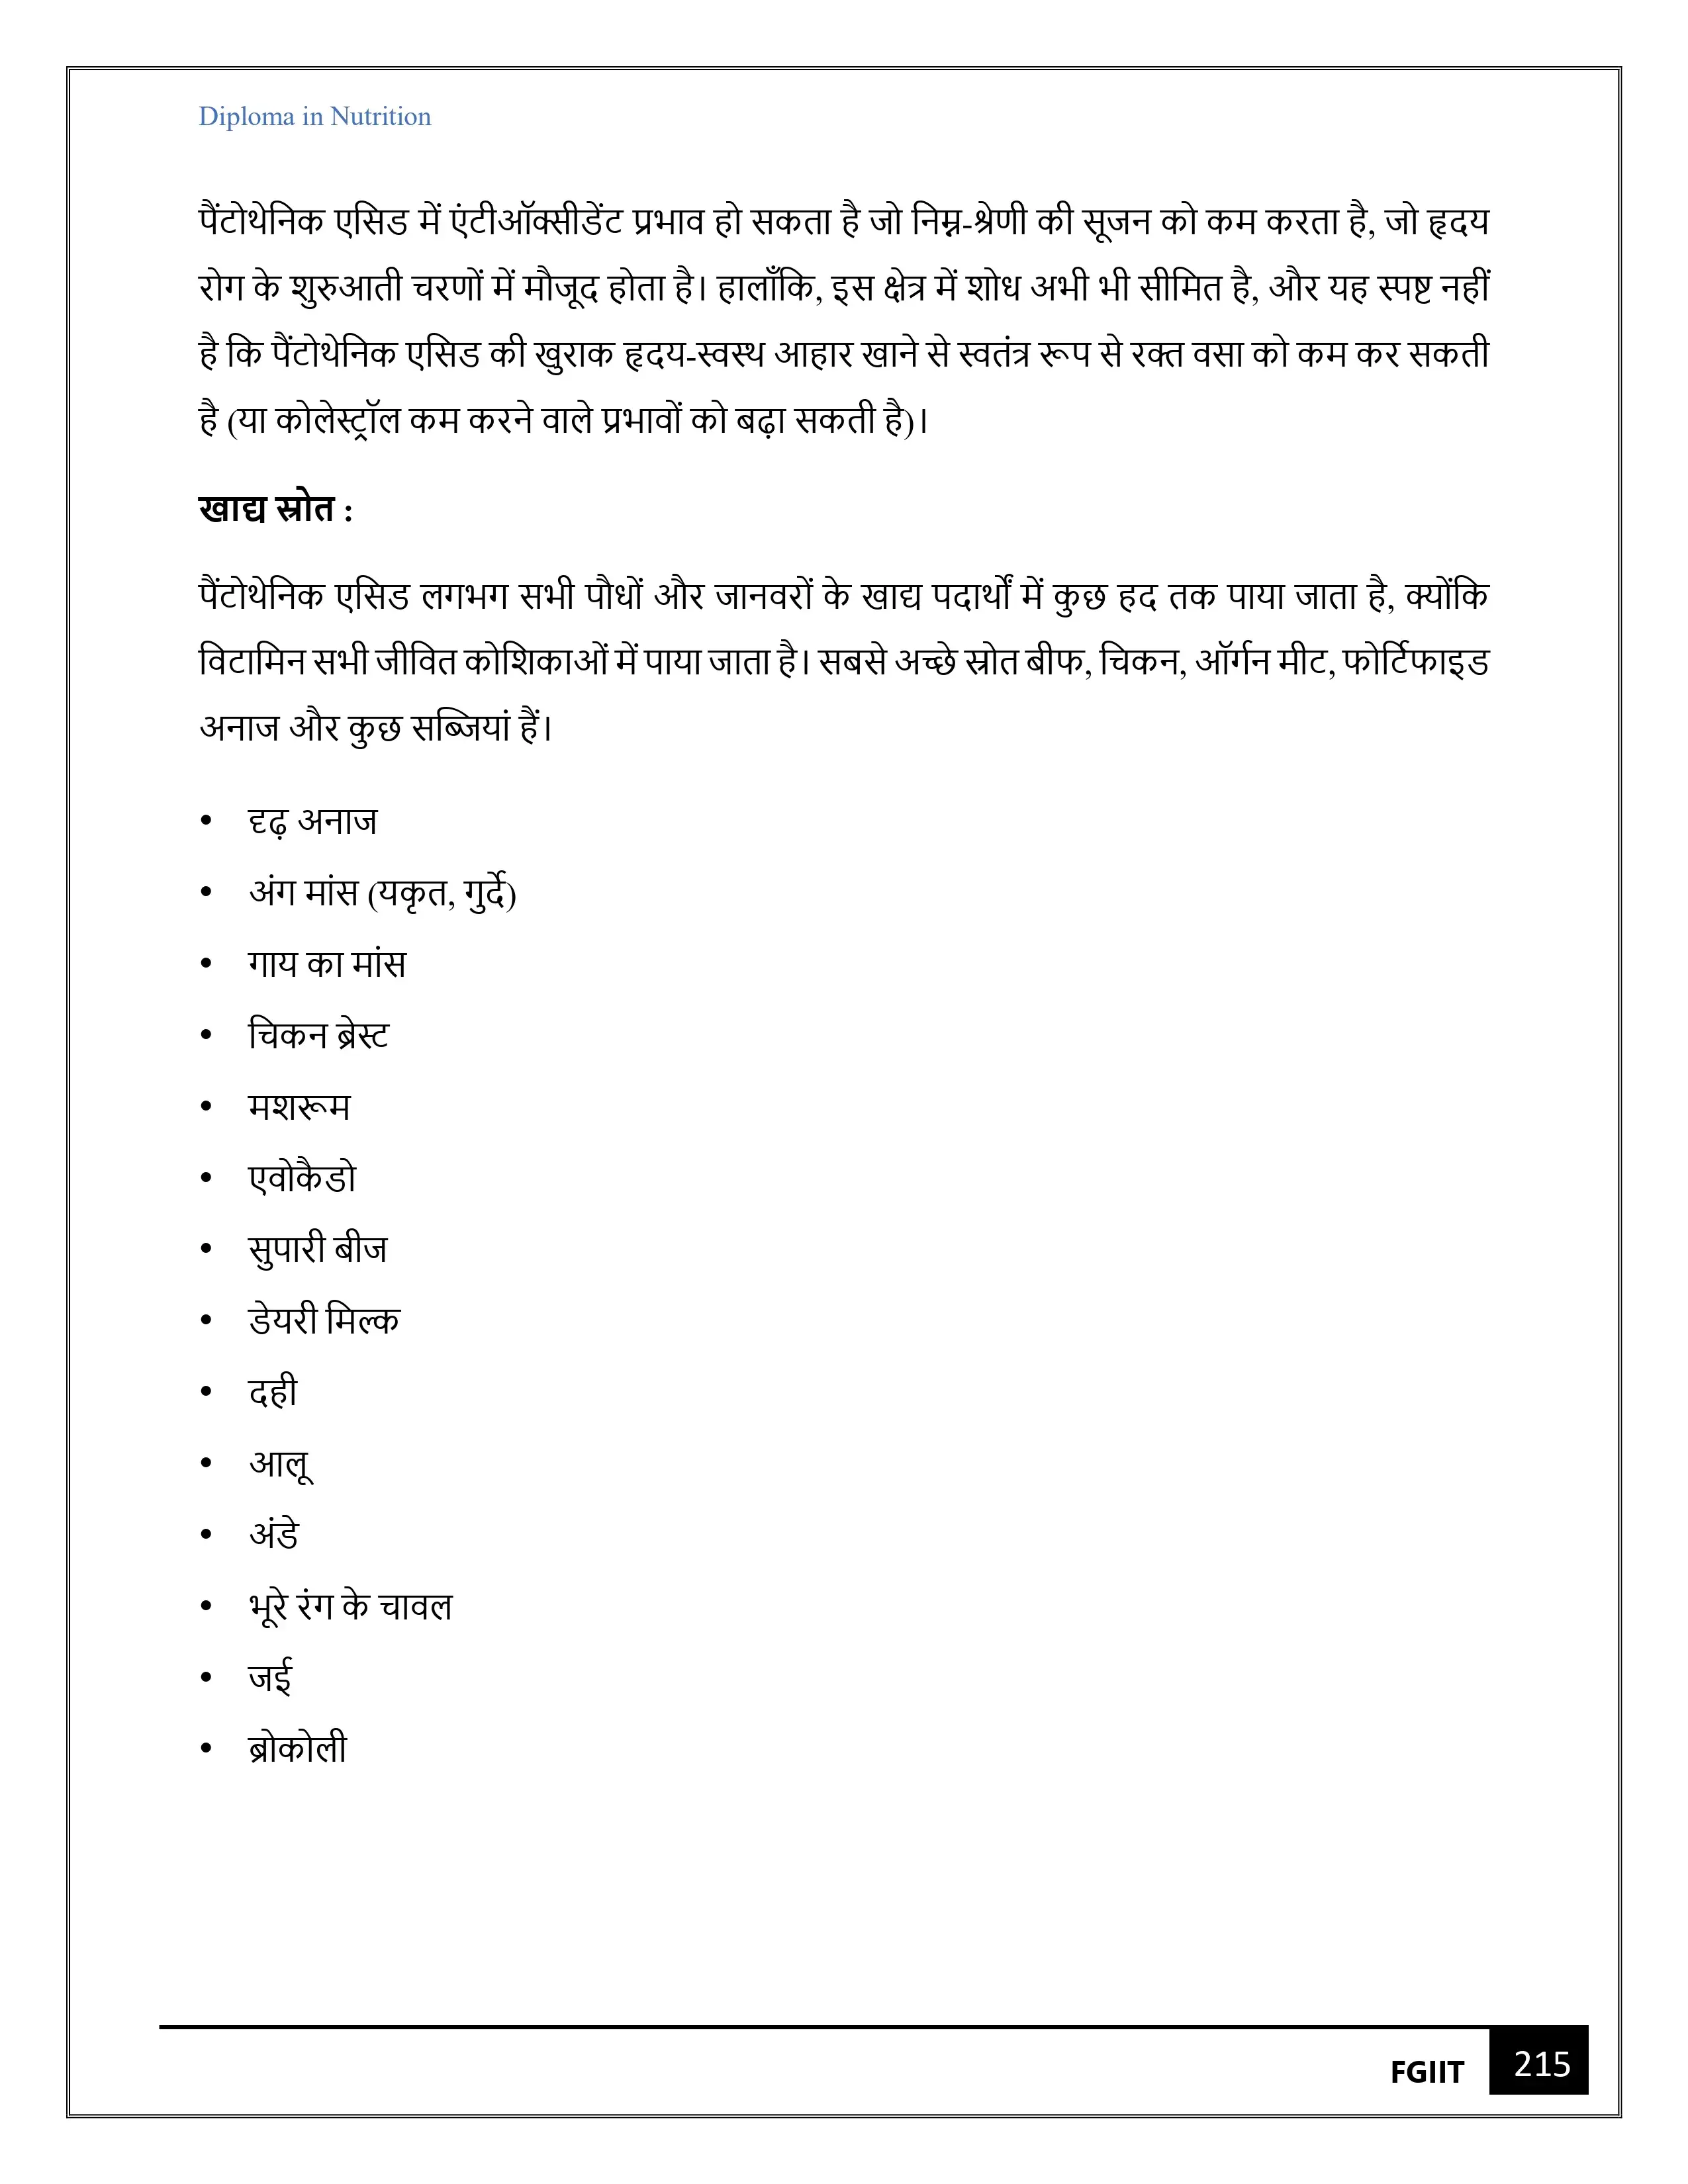 Diploma in Nutrition
पैंटोथेनिक एसिड में एंटीऑक्सीडेंट प्रभाव हो सकता है जो निम्न-श्रेणी की सूजन को कम करता है, जो हृदय
रोग के शुरुआती चरणों में मौजूद होता है। हालाँकि, इस क्षेत्र में शोध अभी भी सीमित है, और यह स्पष्ट नहीं
है कि पैंटोथेनिक एसिड की खुराक हृदय-स्वस्थ आहार खाने से स्वतंत्र रूप से रक्त वसा को कम कर सकती
है (या कोलेस्ट्रॉल कम करने वाले प्रभावों को बढ़ा सकती है)।
खाद्य स्रोत :
पैंटोथेनिक एसिड लगभग सभी पौधों और जानवरों के खाद्य पदार्थों में कुछ हद तक पाया जाता है, क्योंकि
विटामिन सभी जीवित कोशिकाओं में पाया जाता है। सबसे अच्छे स्रोत बीफ, चिकन, ऑर्गन मीट, फोर्टिफाइड
अनाज और कुछ सब्जियां हैं।
• दृढ़ अनाज
• अंग मांस (यकृत, गुर्दे)
• गाय का मांस
• चिकन ब्रेस्ट
• मशरूम
• एवोकैडो
• सुपारी बीज
• डेयरी मिल्क
• दही
• आलू
• अंडे
• भूरे रंग के चावल
• जई
• ब्रोकोली
FGIIT 215